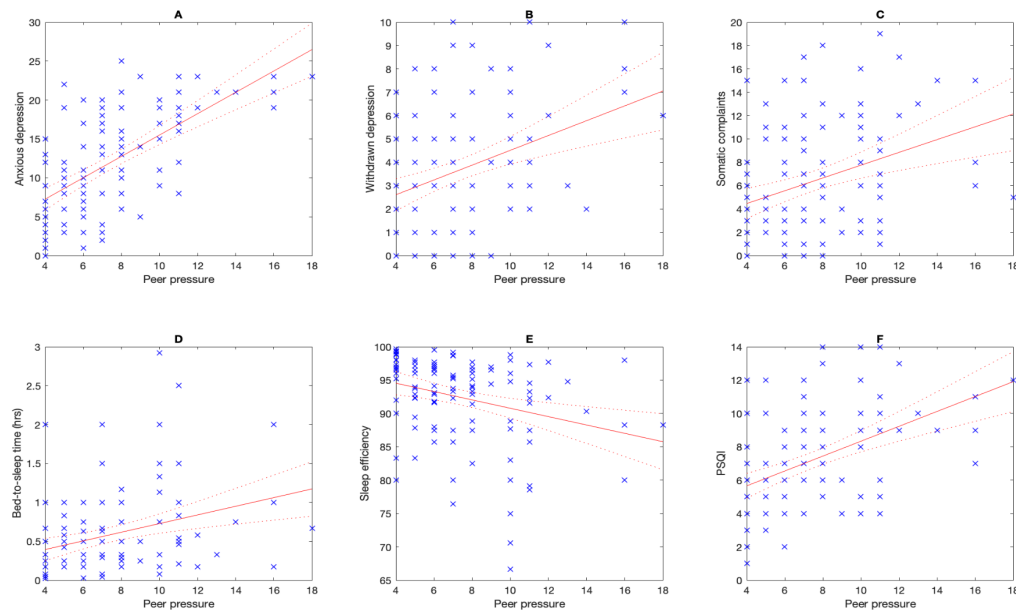 A
30
25
20
15
10
5
0
Anxious depression
4 6 8 10 12 14 16 18
Peer pressure
B
10
9
8
7
6
5
4
3
2
1
0
Withdrawn depression
4 6 8 10 12 14 16 18
Peer pressure
C
20
18
16
14
12
10
8
6
4
2
0
Somatic complaints
4 6 8 10 12 14 16 18
Peer pressure
D
3
2.5
2
1.5
1
0.5
0
Bed-to-sleep time (hrs)
4 6 8 10 12 14 16 18
Peer pressure
E
100
95
90
85
80
75
70
65
Sleep efficiency
4 6 8 10 12 14 16 18
Peer pressure
F
14
12
10
8
6
4
2
0
PSQI
4 6 8 10 12 14 16 18
Peer pressure